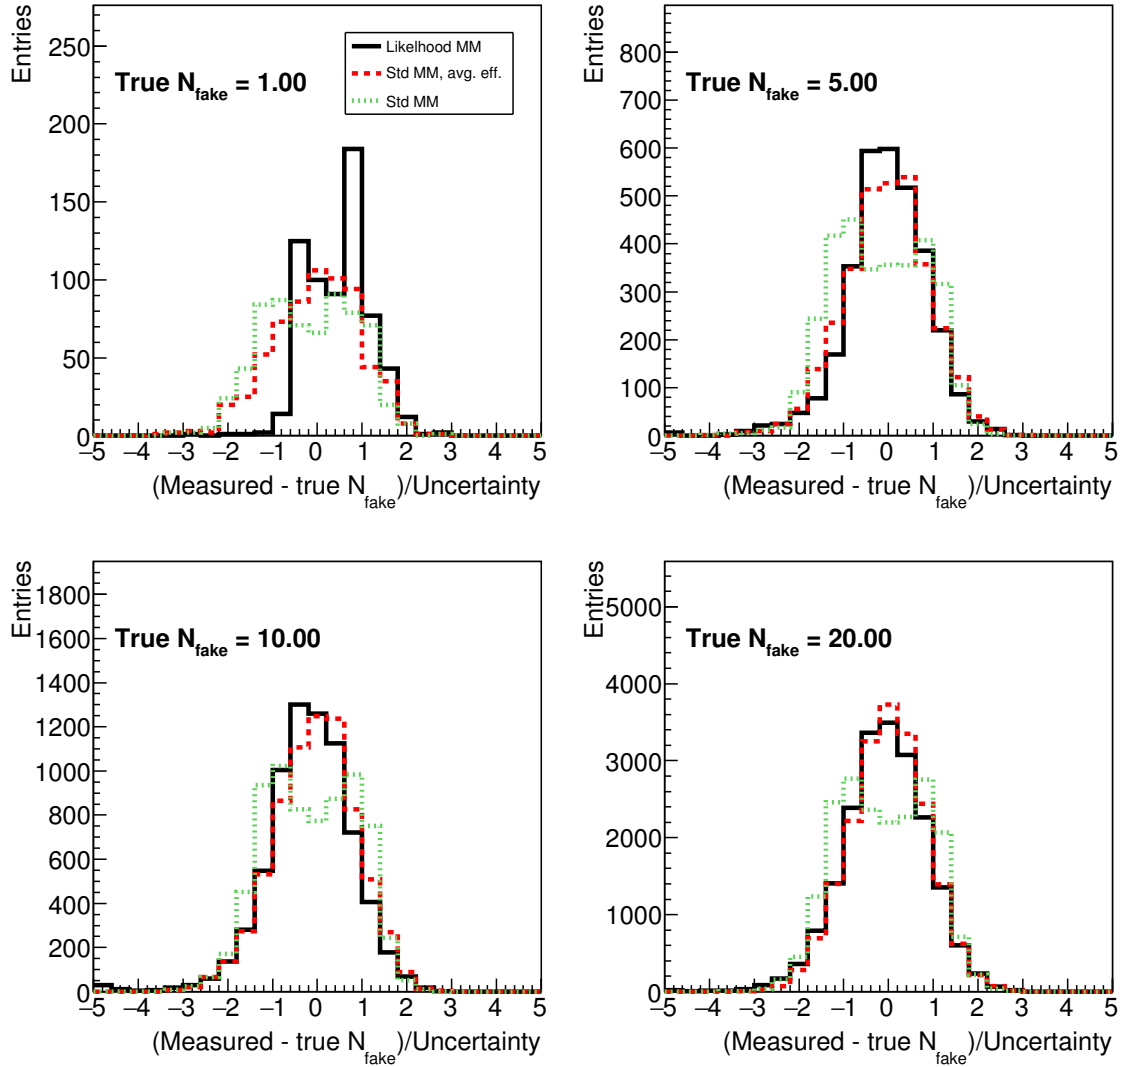 Entries
250
200
150
100
50
0
True N_fake = 1.00
Likelhood MM
Std MM, avg. eff.
Std MM
−5 −4 −3 −2 −1 0 1 2 3 4 5
(Measured - true N_fake)/Uncertainty
Entries
800
700
600
500
400
300
200
100
0
True N_fake = 5.00
−5 −4 −3 −2 −1 0 1 2 3 4 5
(Measured - true N_fake)/Uncertainty
Entries
1800
1600
1400
1200
1000
800
600
400
200
0
True N_fake = 10.00
−5 −4 −3 −2 −1 0 1 2 3 4 5
(Measured - true N_fake)/Uncertainty
Entries
5000
4000
3000
2000
1000
0
True N_fake = 20.00
−5 −4 −3 −2 −1 0 1 2 3 4 5
(Measured - true N_fake)/Uncertainty